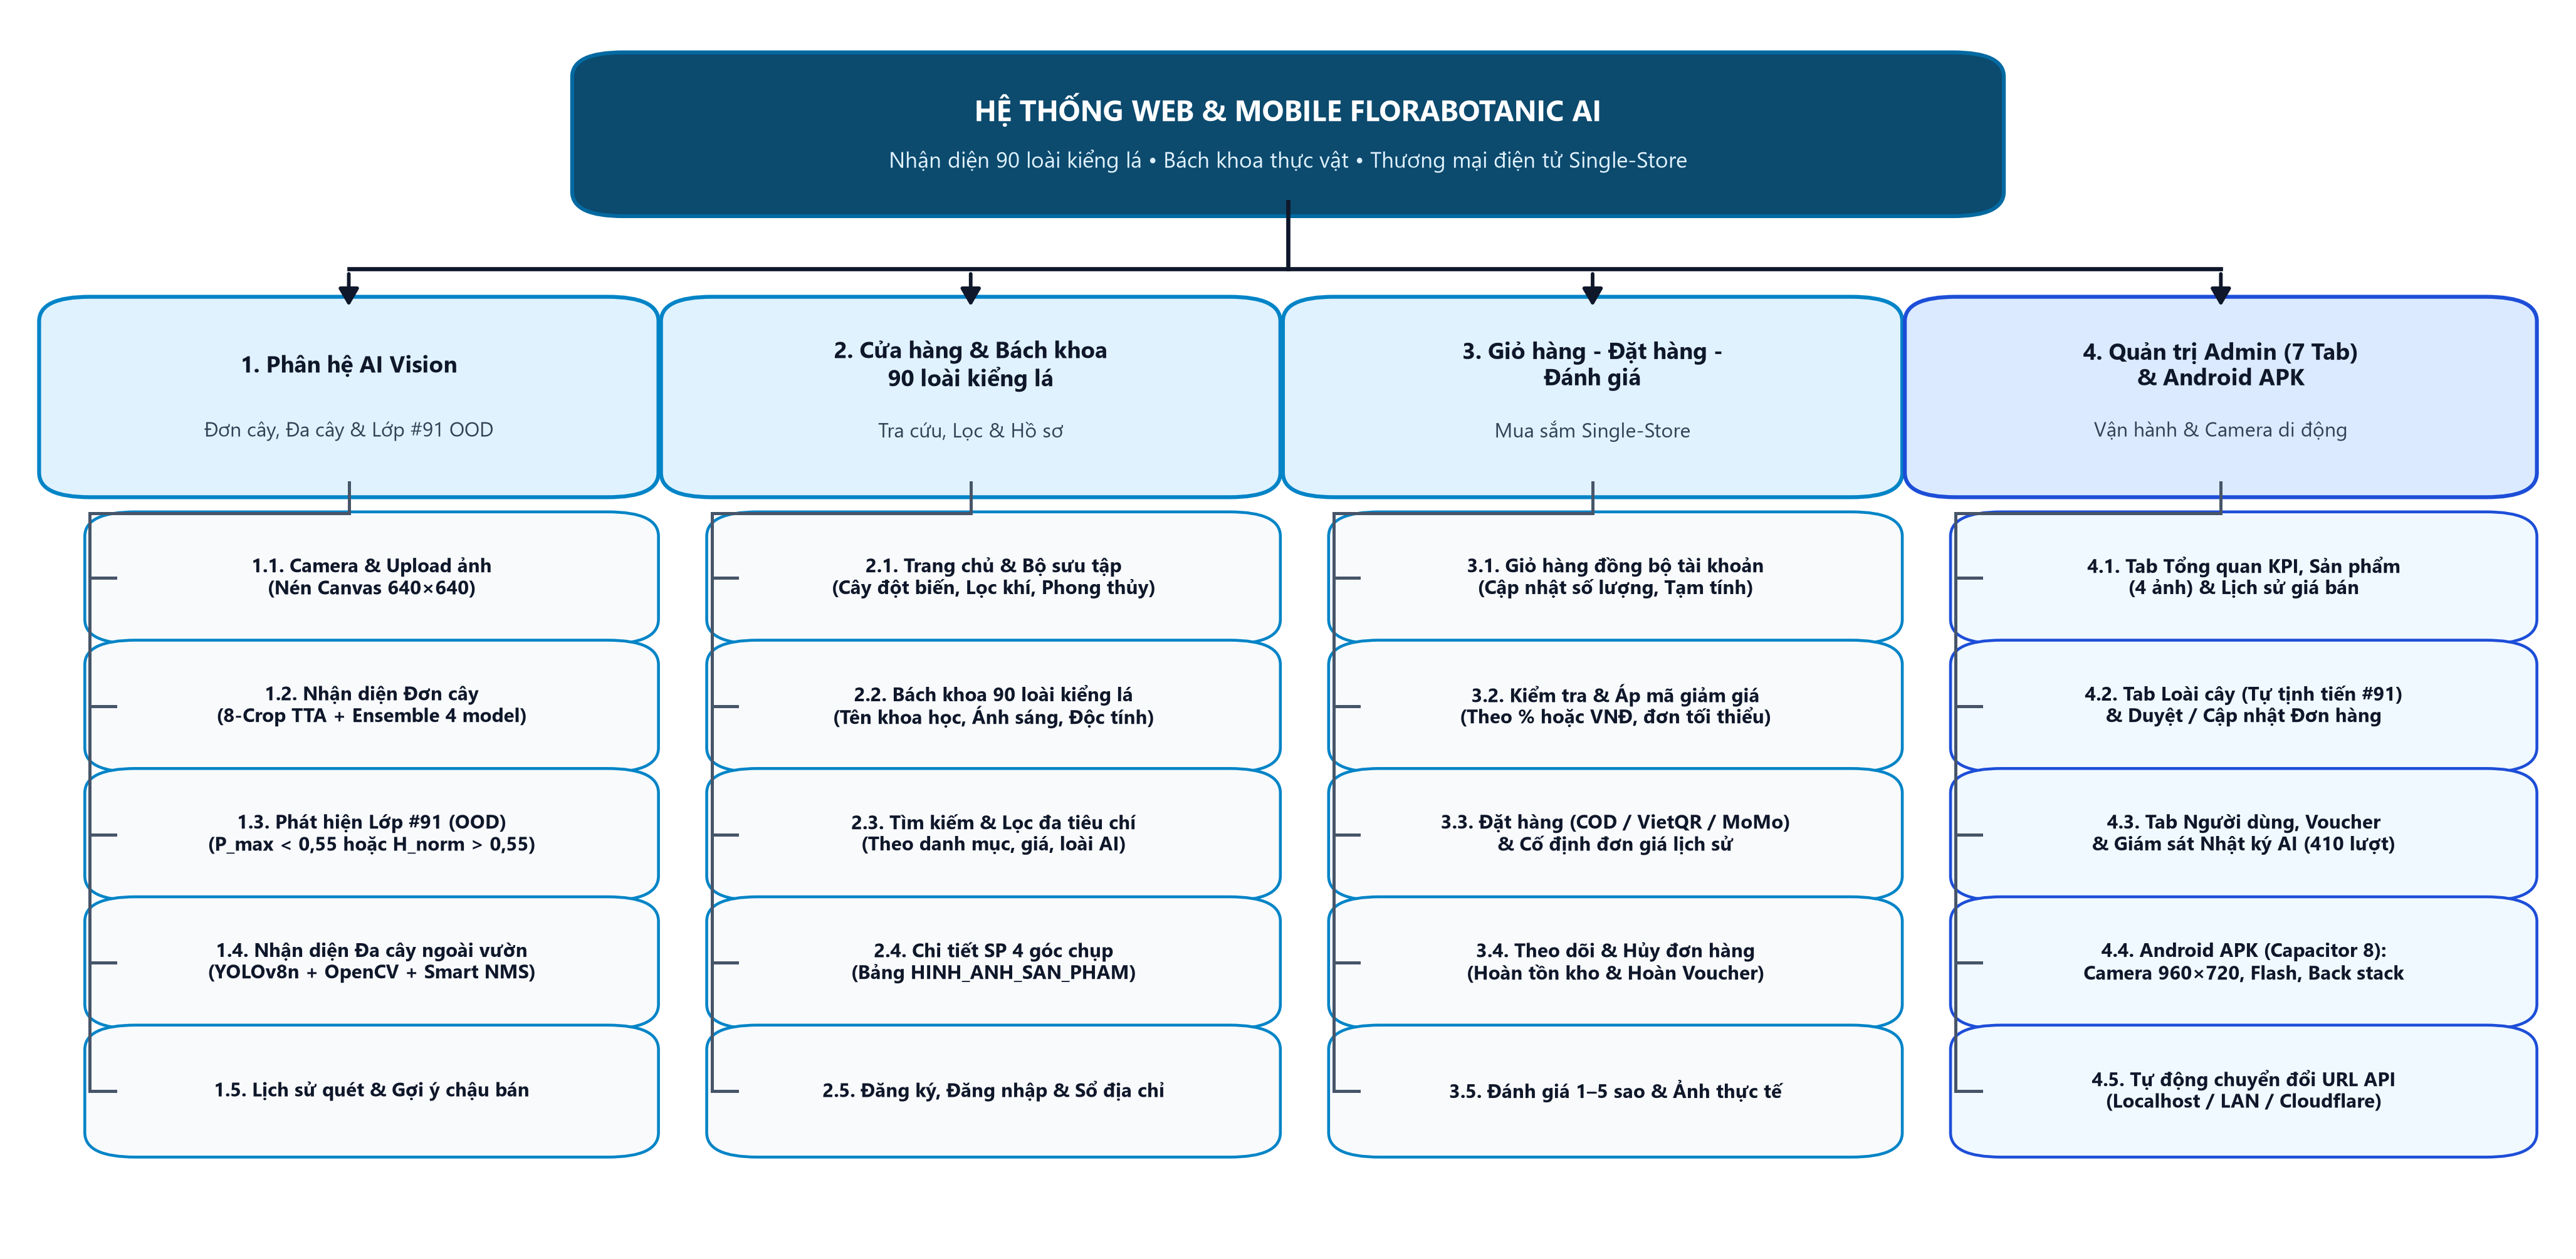 HỆ THỐNG WEB & MOBILE FLORABOTANIC AI
Nhận diện 90 loài kiểng lá • Bách khoa thực vật • Thương mại điện tử Single-Store
1. Phân hệ AI Vision
Đơn cây, Đa cây & Lớp #91 OOD
1.1. Camera & Upload ảnh
(Nén Canvas 640×640)
1.2. Nhận diện Đơn cây
(8-Crop TTA + Ensemble 4 model)
1.3. Phát hiện Lớp #91 (OOD)
(P_max < 0,55 hoặc H_norm > 0,55)
1.4. Nhận diện Đa cây ngoài vườn
(YOLOv8n + OpenCV + Smart NMS)
1.5. Lịch sử quét & Gợi ý chậu bán
2. Cửa hàng & Bách khoa
90 loài kiểng lá
Tra cứu, Lọc & Hồ sơ
2.1. Trang chủ & Bộ sưu tập
(Cây đột biến, Lọc khí, Phong thủy)
2.2. Bách khoa 90 loài kiểng lá
(Tên khoa học, Ánh sáng, Độc tính)
2.3. Tìm kiếm & Lọc đa tiêu chí
(Theo danh mục, giá, loài AI)
2.4. Chi tiết SP 4 góc chụp
(Bảng HINH_ANH_SAN_PHAM)
2.5. Đăng ký, Đăng nhập & Sổ địa chỉ
3. Giỏ hàng - Đặt hàng -
Đánh giá
Mua sắm Single-Store
3.1. Giỏ hàng đồng bộ tài khoản
(Cập nhật số lượng, Tạm tính)
3.2. Kiểm tra & Áp mã giảm giá
(Theo % hoặc VNĐ, đơn tối thiểu)
3.3. Đặt hàng (COD / VietQR / MoMo)
& Cố định đơn giá lịch sử
3.4. Theo dõi & Hủy đơn hàng
(Hoàn tồn kho & Hoàn Voucher)
3.5. Đánh giá 1–5 sao & Ảnh thực tế
4. Quản trị Admin (7 Tab)
& Android APK
Vận hành & Camera di động
4.1. Tab Tổng quan KPI, Sản phẩm
(4 ảnh) & Lịch sử giá bán
4.2. Tab Loài cây (Tự tịnh tiến #91)
& Duyệt / Cập nhật Đơn hàng
4.3. Tab Người dùng, Voucher
& Giám sát Nhật ký AI (410 lượt)
4.4. Android APK (Capacitor 8):
Camera 960×720, Flash, Back stack
4.5. Tự động chuyển đổi URL API
(Localhost / LAN / Cloudflare)